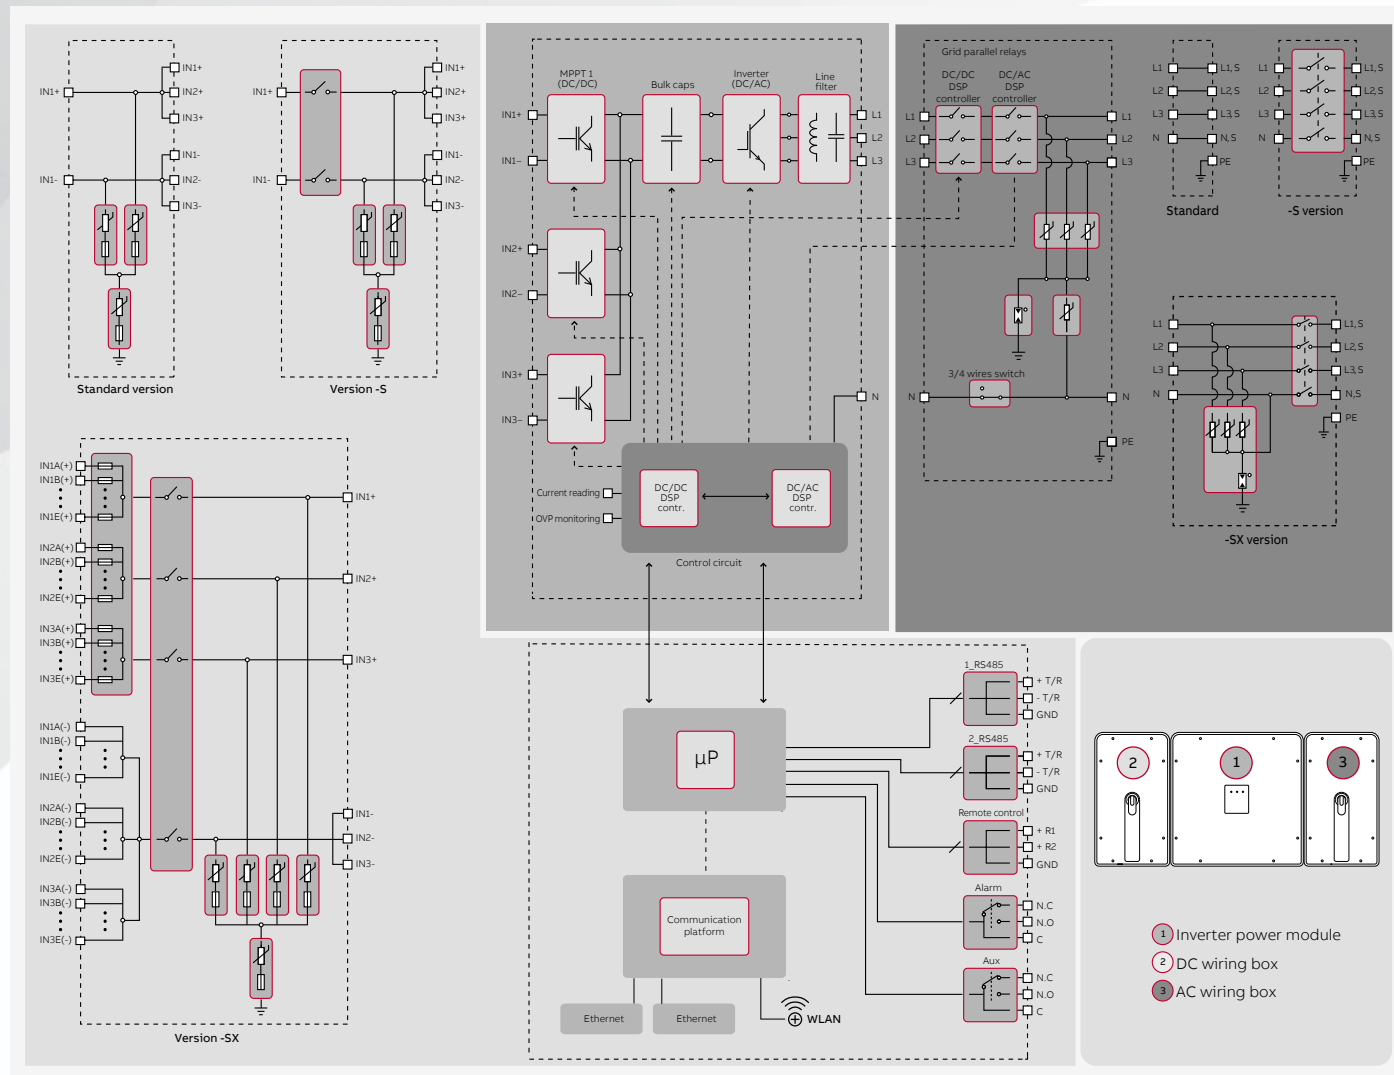 IN1+
IN1-
IN1+
IN2+
IN3+
IN1-
IN2-
IN3-
Standard version
IN1+
IN1-
IN1+
IN2+
IN3+
IN1-
IN2-
IN3-
Version -S
IN1A(+)
IN1B(+)
IN1E(+)
IN2A(+)
IN2B(+)
IN2E(+)
IN3A(+)
IN3B(+)
IN3E(+)
IN1A(-)
IN1B(-)
IN1E(-)
IN2A(-)
IN2B(-)
IN2E(-)
IN3A(-)
IN3B(-)
IN3E(-)
IN1+
IN2+
IN3+
IN1-
IN2-
IN3-
Version -SX
MPPT 1
(DC/DC)
Bulk caps
Inverter
(DC/AC)
Line
filter
IN1+
IN1–
IN2+
IN2–
IN3+
IN3–
L1
L2
L3
N
Current reading
OVP monitoring
DC/DC
DSP
contr.
DC/AC
DSP
contr.
Control circuit
Grid parallel relays
DC/DC
DSP
controller
DC/AC
DSP
controller
L1
L2
L3
N
L1
L2
L3
3/4 wires switch
N
PE
L1
L2
L3
N
L1, S
L2, S
L3, S
N, S
PE
Standard
L1
L2
L3
N
L1, S
L2, S
L3, S
N, S
PE
-S version
L1
L2
L3
N
L1, S
L2, S
L3, S
N,S
PE
-SX version
μP
Communication
platform
Ethernet
Ethernet
WLAN
1_RS485
+ T/R
- T/R
GND
2_RS485
+ T/R
- T/R
GND
Remote control
+ R1
+ R2
GND
Alarm
N.C
N.O
C
Aux
N.C
N.O
C
2
1
3
1 Inverter power module
2 DC wiring box
3 AC wiring box